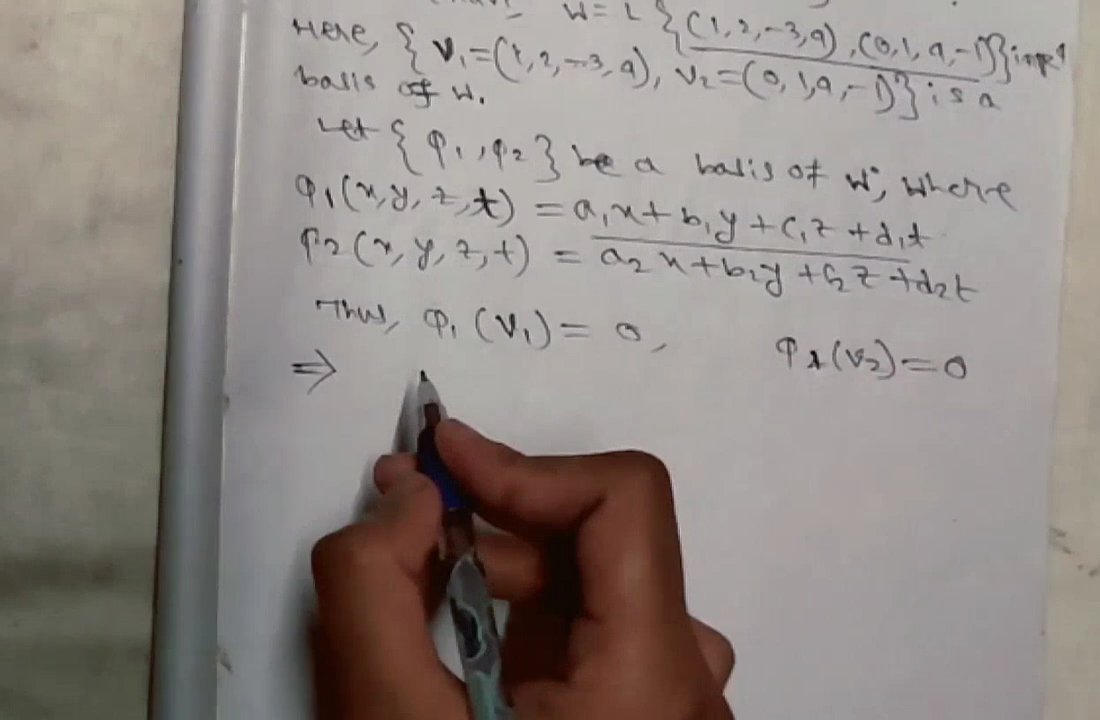 W = L {(1, 2, -3, 4), (0, 1, 4, -1)}
Here, { v₁ = (1, 2, -3, 4), v₂ = (0, 1, 4, -1)} is a
basis of W.
Let { φ₁, φ₂ } be a basis of W°, where
φ₁(x, y, z, t) = a₁x + b₁y + c₁z + d₁t
φ₂(x, y, z, t) = a₂x + b₂y + c₂z + d₂t
Thus, φ₁(v₁) = 0, φ₁(v₂) = 0
⇒